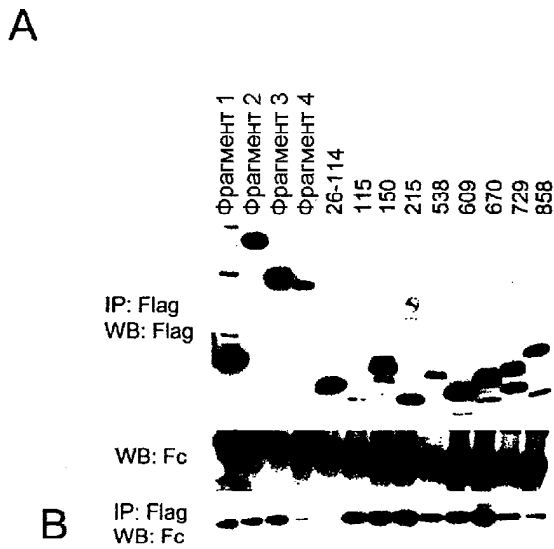 A
Фрагмент 1
Фрагмент 2
Фрагмент 3
Фрагмент 4
26-114
115
150
215
538
609
670
729
858
IP: Flag
WB: Flag
WB: Fc
B
IP: Flag
WB: Fc